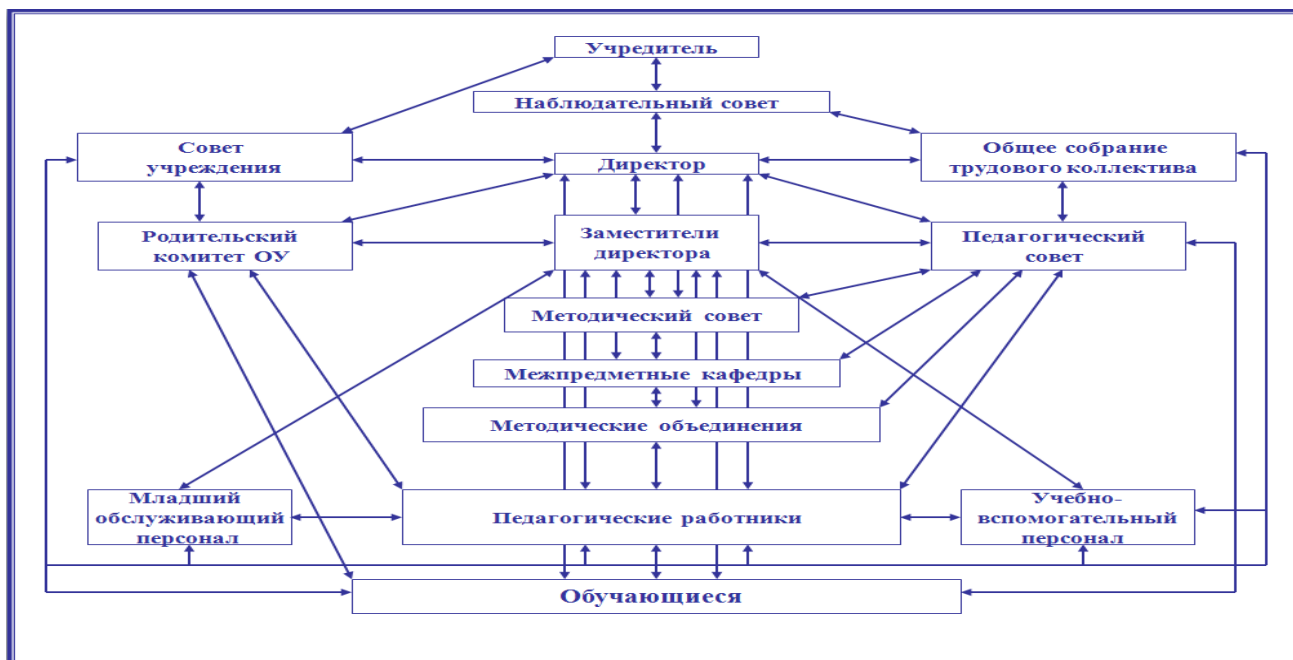 Учредитель
Наблюдательный совет
Совет
учреждения
Директор
Общее собрание
трудового коллектива
Родительский
комитет ОУ
Заместители
директора
Педагогический
совет
Методический совет
Межпредметные кафедры
Методические объединения
Младший
обслуживающий
персонал
Педагогические работники
Учебно-
вспомогательный
персонал
Обучающиеся